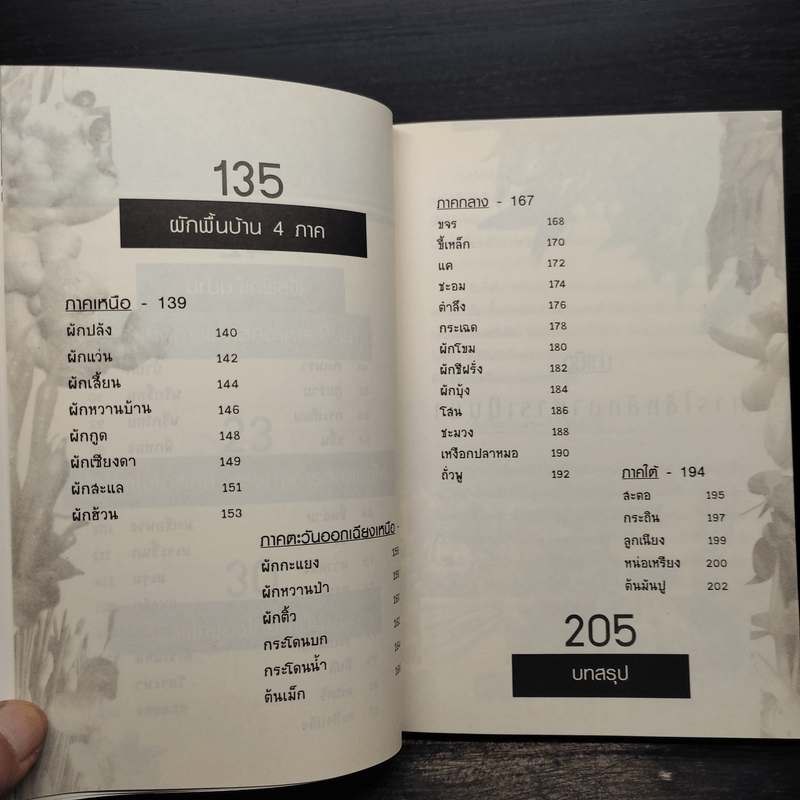 135
ผักพื้นบ้าน 4 ภาค
ภาคเหนือ - 139
ผักปลัง 140
ผักแว่น 142
ผักเสี้ยน 144
ผักหวานบ้าน 146
ผักกูด 148
ผักเชียงดา 149
ผักสะแล 151
ผักฮ้วน 153
ภาคตะวันออกเฉียงเหนือ -
ผักกะแยง
ผักหวานป่า
ผักติ้ว
กระโดนบก
กระโดนน้ำ
ต้นเม็ก
ภาคกลาง - 167
ขจร 168
ขี้เหล็ก 170
แค 172
ชะอม 174
ตำลึง 176
กระเฉด 178
ผักโขม 180
ผักชีฝรั่ง 182
ผักบุ้ง 184
โสน 186
ชะมวง 188
เหงือกปลาหมอ 190
ถั่วพู 192
ภาคใต้ - 194
สะตอ 195
กระถิน 197
ลูกเนียง 199
หน่อเหรียง 200
ต้นมันปู 202
205
บทสรุป